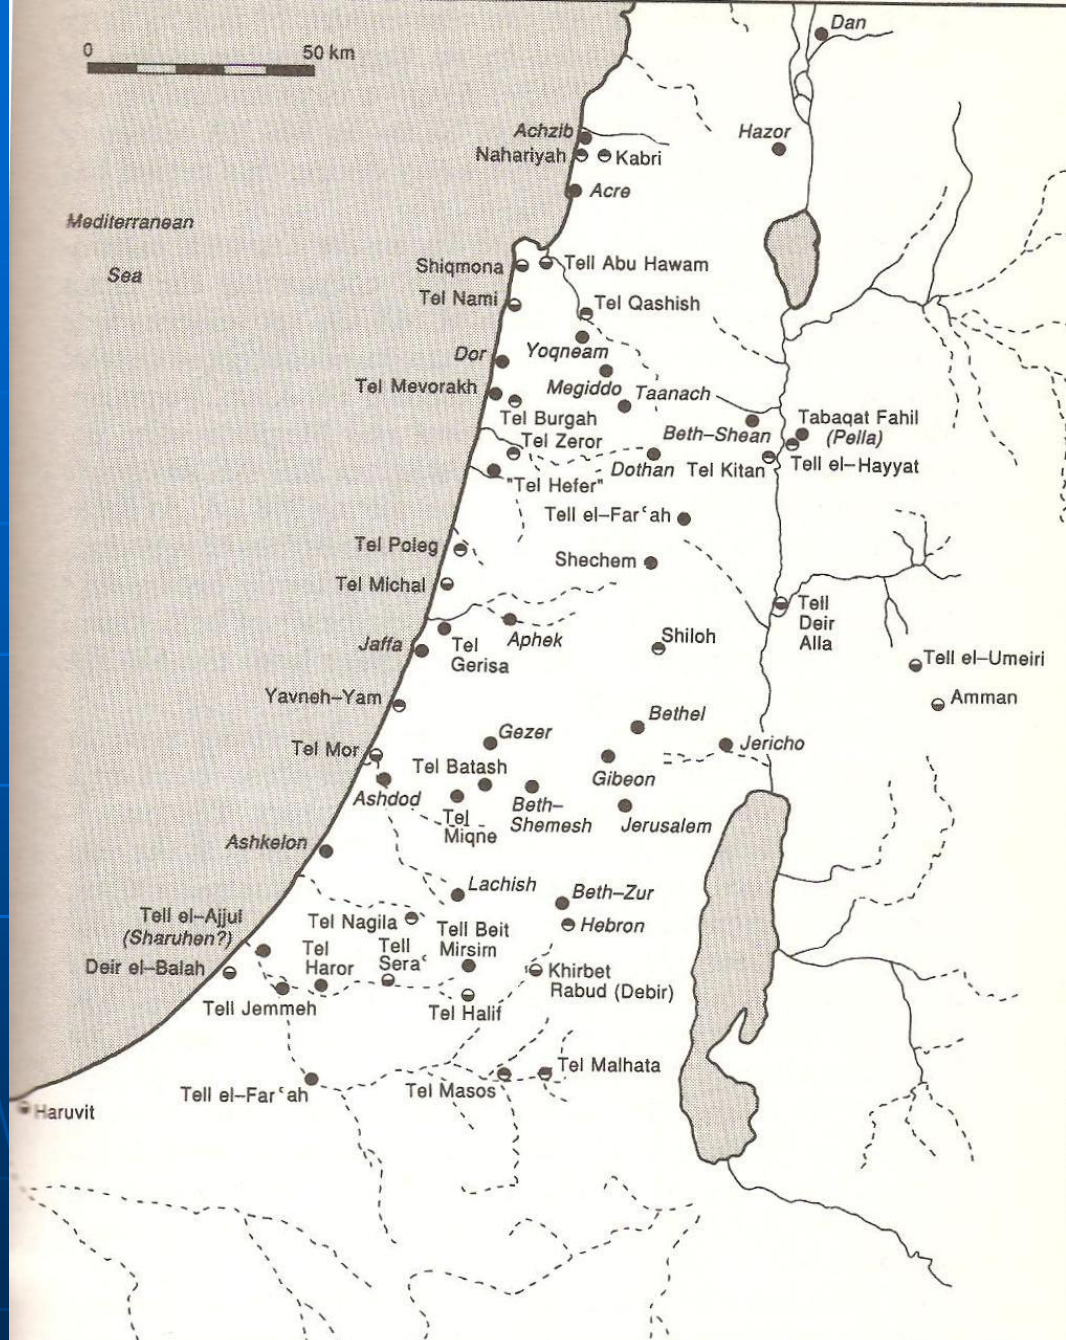 Dan
0 50 km
Achzib
Hazor
Nahariyah
Kabri
Acre
Mediterranean
Sea
Shiqmona
Tell Abu Hawam
Tel Nami
Tel Qashish
Dor
Yoqneam
Tel Mevorakh
Megiddo
Taanach
Tel Burgah
Tabaqat Fahil
(Pella)
Beth–Shean
Tel Zeror
Dothan
Tel Kitan
Tell el–Hayyat
"Tel Hefer"
Tell el–Farʿah
Tel Poleg
Shechem
Tel Michal
Tell
Deir
Alla
Jaffa
Tel
Gerisa
Aphek
Shiloh
Tell el–Umeiri
Yavneh–Yam
Amman
Bethel
Gezer
Tel Mor
Jericho
Tel Batash
Gibeon
Ashdod
Tel
Miqne
Beth–
Shemesh
Jerusalem
Ashkelon
Lachish
Beth–Zur
Tell el–Ajjul
(Sharuhen?)
Tel Nagila
Tell Beit
Mirsim
Hebron
Deir el–Balah
Tel
Haror
Tell
Seraʿ
Khirbet
Rabud (Debir)
Tell Jemmeh
Tel Halif
Tel Malhata
Tell el–Farʿah
Tel Masos
Haruvit